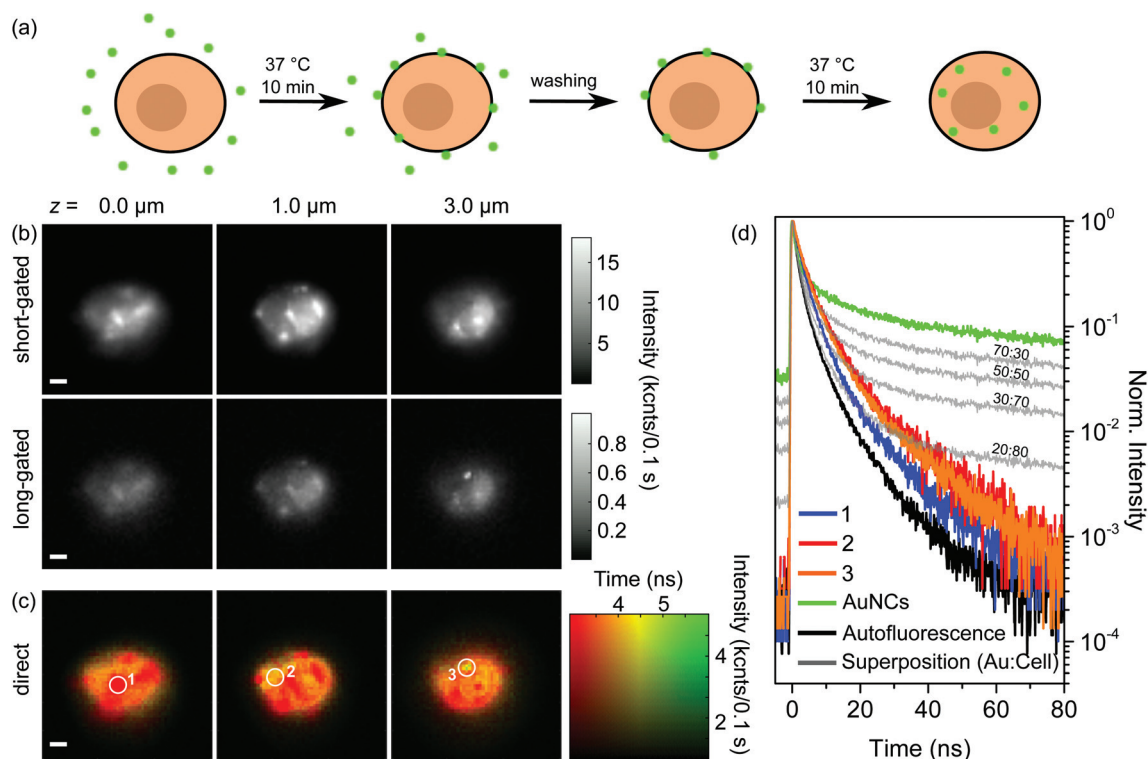 (a)
37 °C
10 min
washing
37 °C
10 min
z = 0.0 μm 1.0 μm 3.0 μm
(b)
short-gated
15
10
5
Intensity (kcnts/0.1 s)
long-gated
0.8
0.6
0.4
0.2
(c)
direct
1
2
3
Time (ns)
4 5
4
2
Intensity (kcnts/0.1 s)
(d)
10⁰
10⁻¹
10⁻²
10⁻³
10⁻⁴
Norm. Intensity
70:30
50:50
30:70
20:80
1
2
3
AuNCs
Autofluorescence
Superposition (Au:Cell)
0 20 40 60 80
Time (ns)